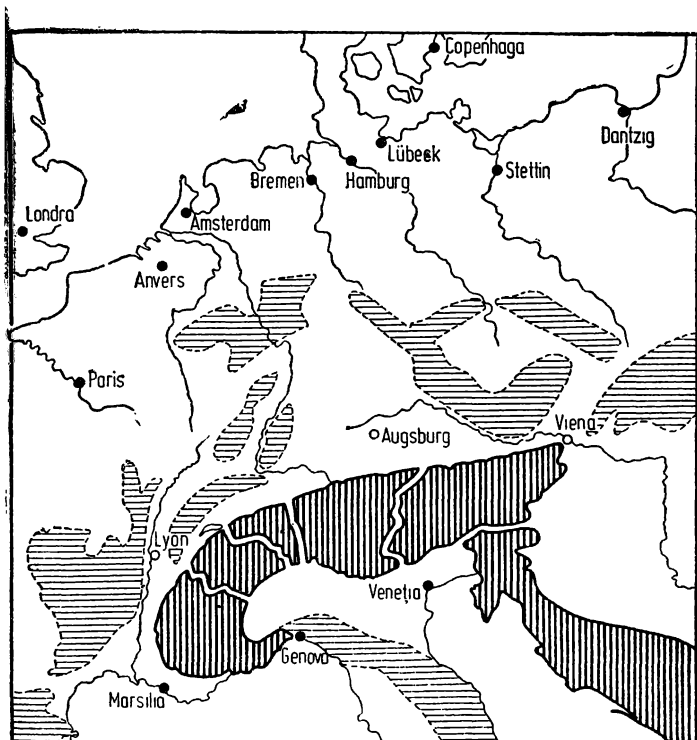 Copenhaga
Dantzig
Lübeck
Stettin
Bremen
Hamburg
Londra
Amsterdam
Anvers
Paris
Augsburg
Viena
Lyon
Veneția
Genova
Marsilia